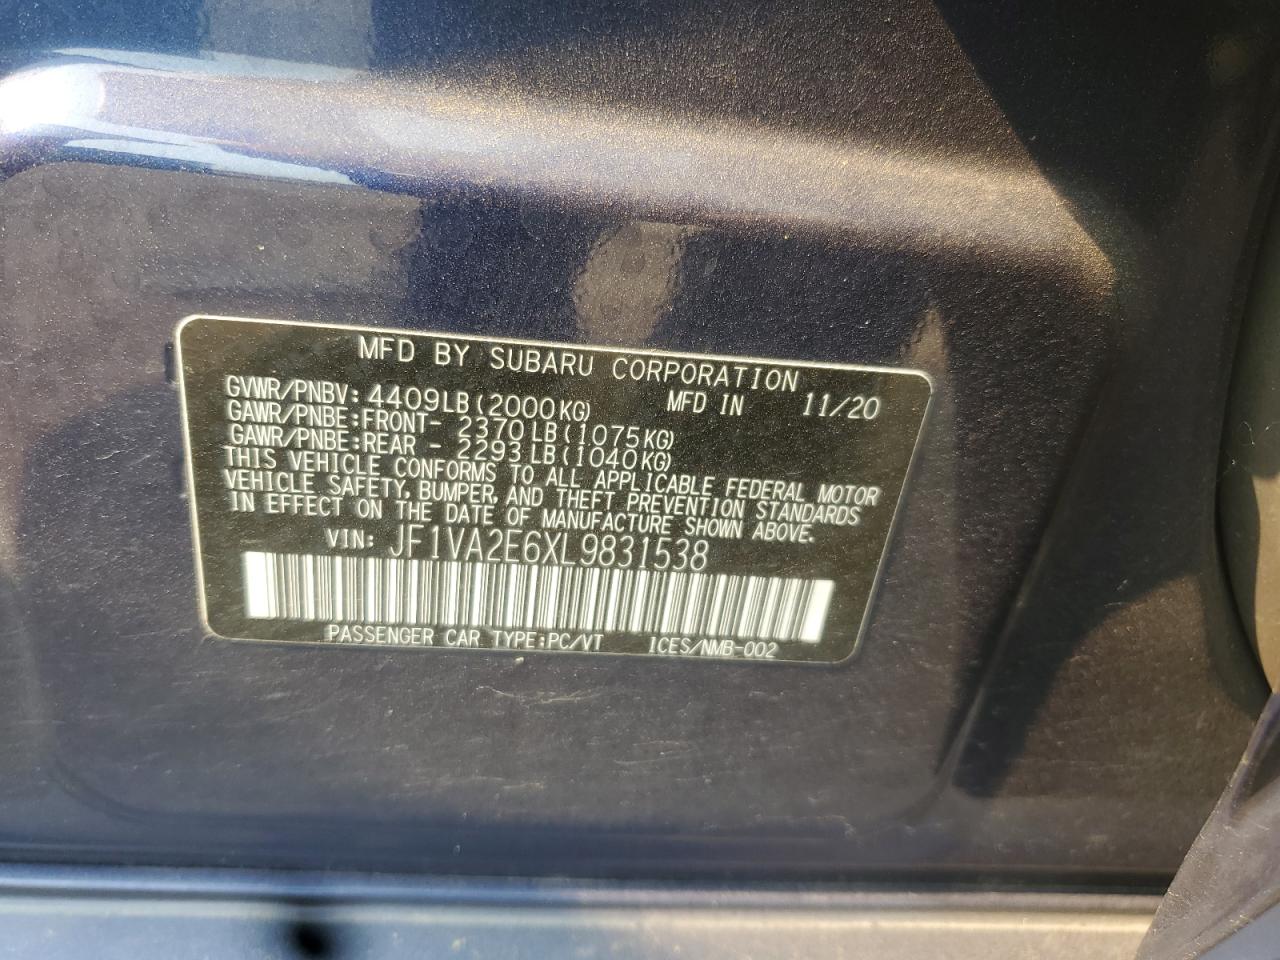 MFD BY SUBARU CORPORATION
GVWR/PNBV: 4409LB(2000KG) MFD IN 11/20
GAWR/PNBE:FRONT- 2370LB(1075KG)
GAWR/PNBE:REAR - 2293LB(1040KG)
THIS VEHICLE CONFORMS TO ALL APPLICABLE FEDERAL MOTOR
VEHICLE SAFETY, BUMPER, AND THEFT PREVENTION STANDARDS
IN EFFECT ON THE DATE OF MANUFACTURE SHOWN ABOVE.
VIN: JF1VA2E6XL9831538
PASSENGER CAR TYPE:PC/VT ICES/NMB-002